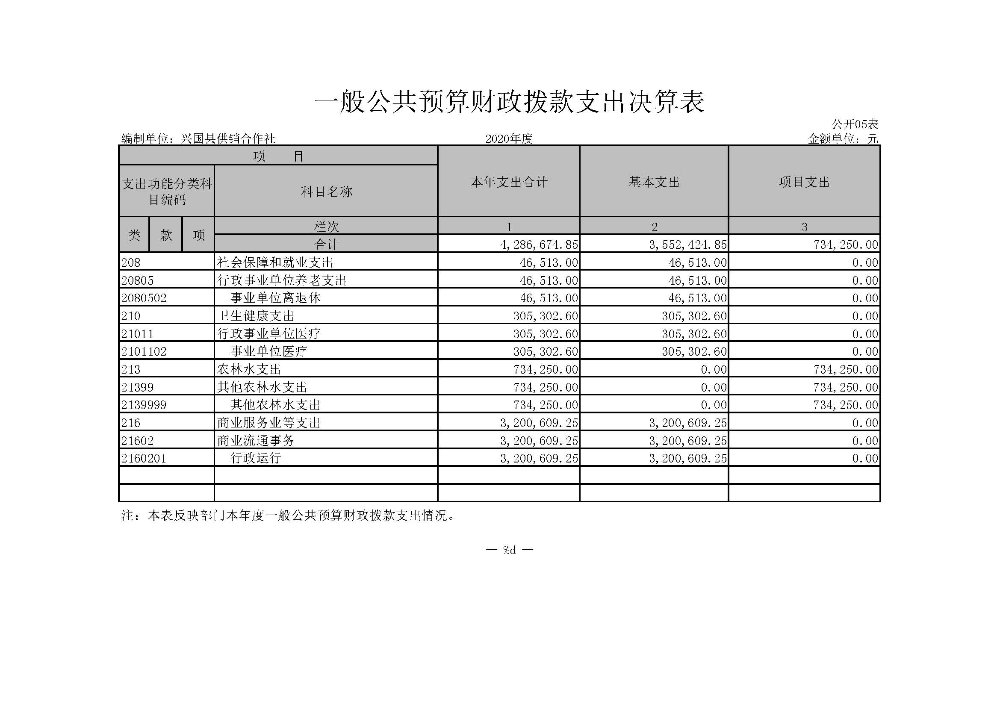 一般公共预算财政拨款支出决算表
公开05表
编制单位：兴国县供销合作社 2020年度 金额单位：元
项 目 本年支出合计 基本支出 项目支出
支出功能分类科目编码 科目名称
类 款 项 栏次 1 2 3
合计 4,286,674.85 3,552,424.85 734,250.00
208 社会保障和就业支出 46,513.00 46,513.00 0.00
20805 行政事业单位养老支出 46,513.00 46,513.00 0.00
2080502 事业单位离退休 46,513.00 46,513.00 0.00
210 卫生健康支出 305,302.60 305,302.60 0.00
21011 行政事业单位医疗 305,302.60 305,302.60 0.00
2101102 事业单位医疗 305,302.60 305,302.60 0.00
213 农林水支出 734,250.00 0.00 734,250.00
21399 其他农林水支出 734,250.00 0.00 734,250.00
2139999 其他农林水支出 734,250.00 0.00 734,250.00
216 商业服务业等支出 3,200,609.25 3,200,609.25 0.00
21602 商业流通事务 3,200,609.25 3,200,609.25 0.00
2160201 行政运行 3,200,609.25 3,200,609.25 0.00
注：本表反映部门本年度一般公共预算财政拨款支出情况。
— %d —